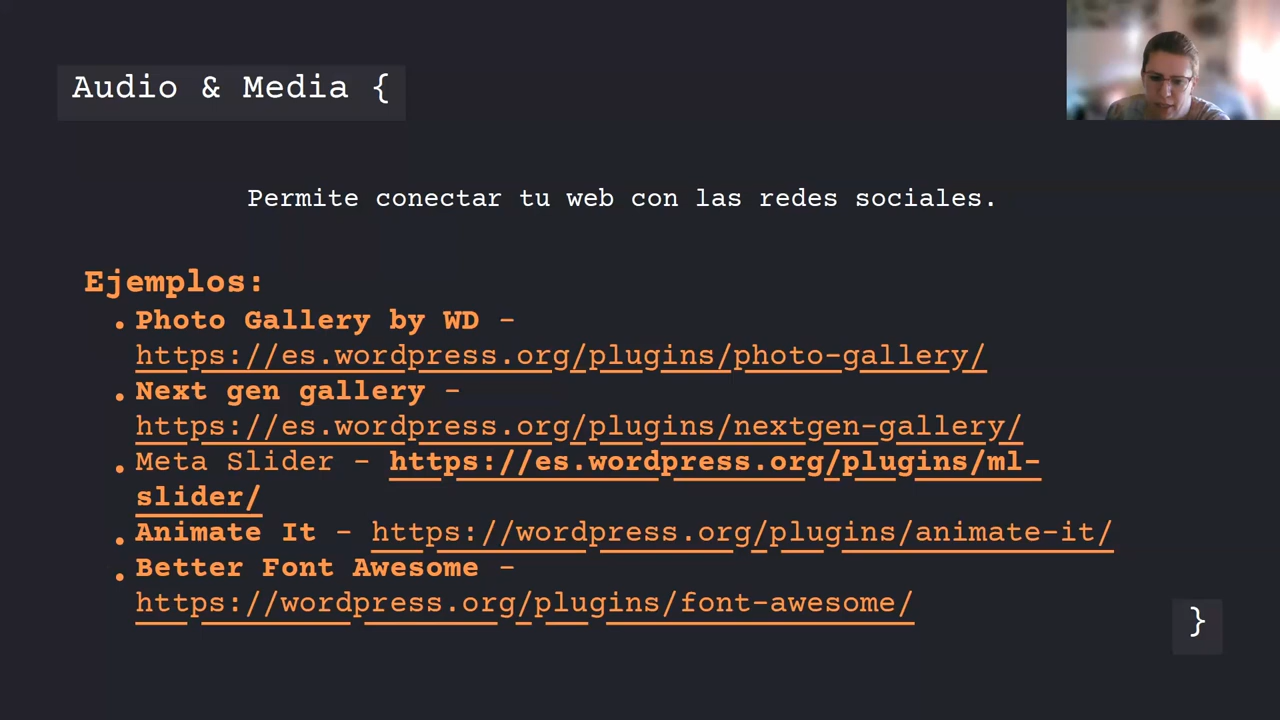 Audio & Media {
Permite conectar tu web con las redes sociales.
Ejemplos:
• Photo Gallery by WD –
https://es.wordpress.org/plugins/photo-gallery/
• Next gen gallery –
https://es.wordpress.org/plugins/nextgen-gallery/
• Meta Slider – https://es.wordpress.org/plugins/ml-
slider/
• Animate It – https://wordpress.org/plugins/animate-it/
• Better Font Awesome –
https://wordpress.org/plugins/font-awesome/
}